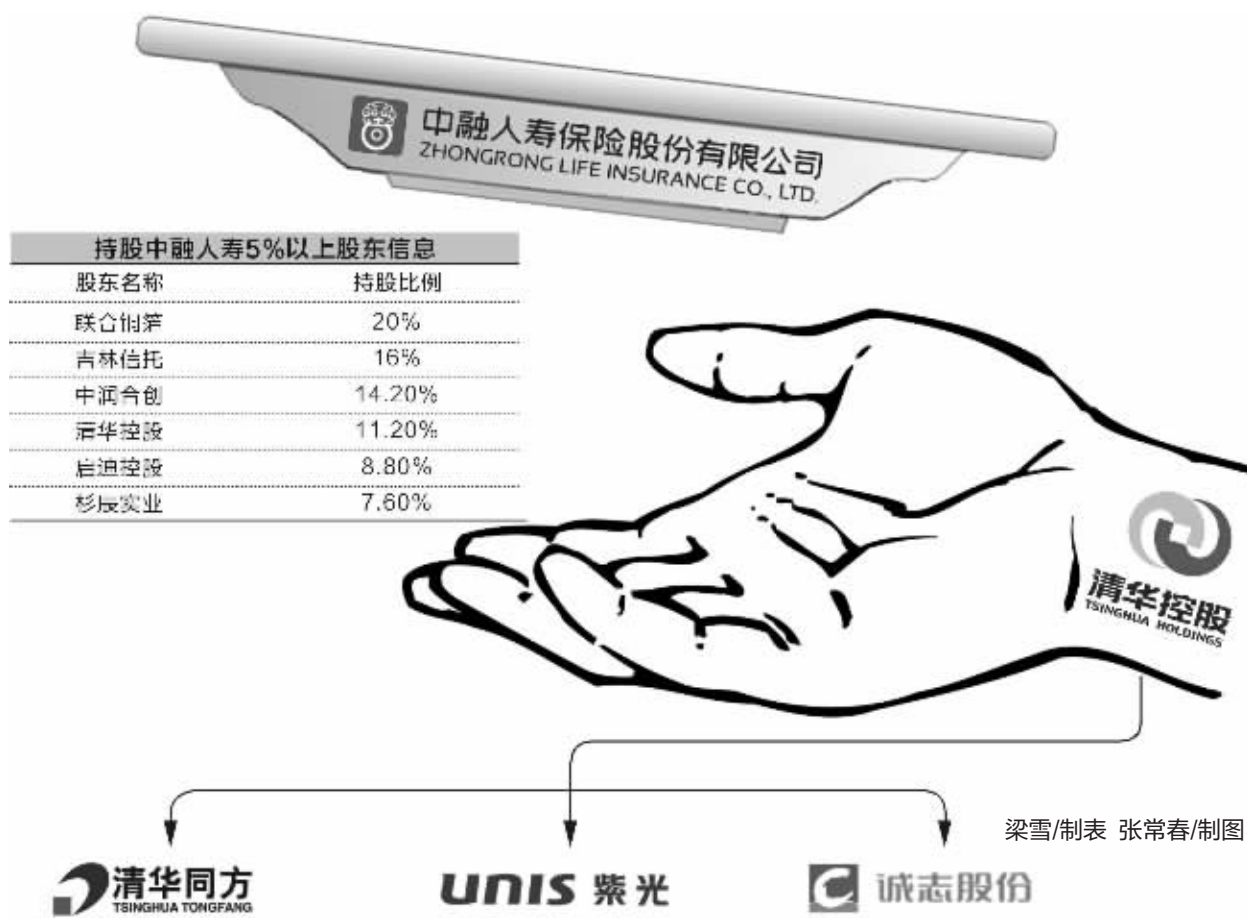 中融人寿保险股份有限公司
ZHONGRONG LIFE INSURANCE CO., LTD.
持股中融人寿5%以上股东信息
股东名称 持股比例
联合铜箔 20%
吉林信托 16%
中润合创 14.20%
清华控股 11.20%
启迪控股 8.80%
杉辰实业 7.60%
清华控股
TSINGHUA HOLDINGS
梁雪/制表 张常春/制图
清华同方
TSINGHUA TONGFANG
UNIS 紫光
诚志股份